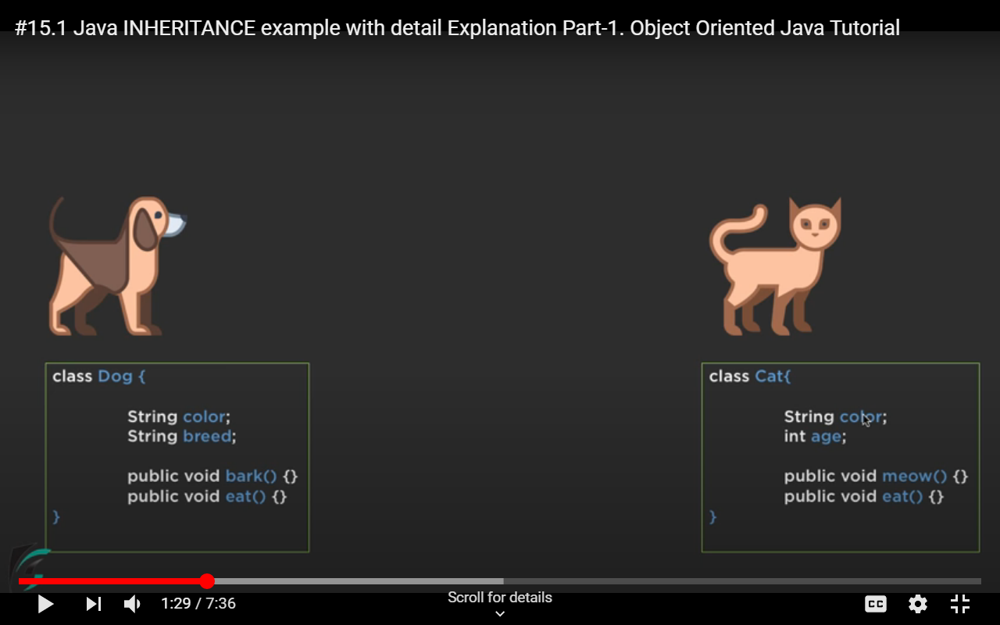 #15.1 Java INHERITANCE example with detail Explanation Part-1. Object Oriented Java Tutorial
class Dog {
String color;
String breed;
public void bark() {}
public void eat() {}
}
class Cat{
String color;
int age;
public void meow() {}
public void eat() {}
}
1:29 / 7:36
Scroll for details
CC